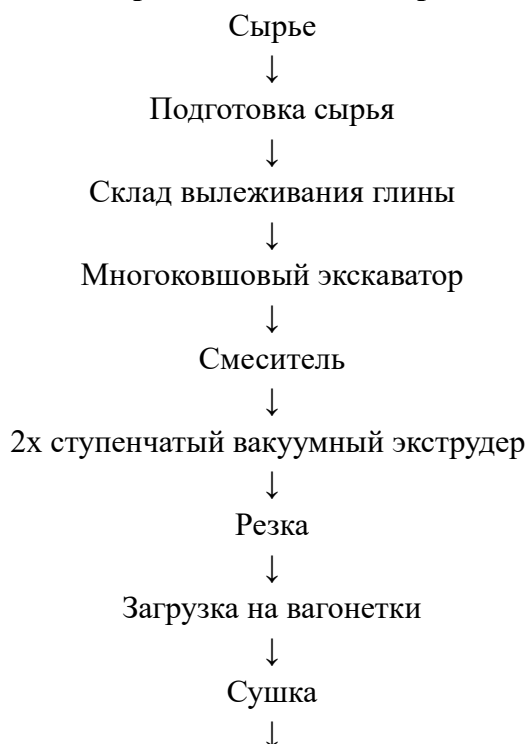 Сырье
↓
Подготовка сырья
↓
Склад вылеживания глины
↓
Многоковшовый экскаватор
↓
Смеситель
↓
2х ступенчатый вакуумный экструдер
↓
Резка
↓
Загрузка на вагонетки
↓
Сушка
↓